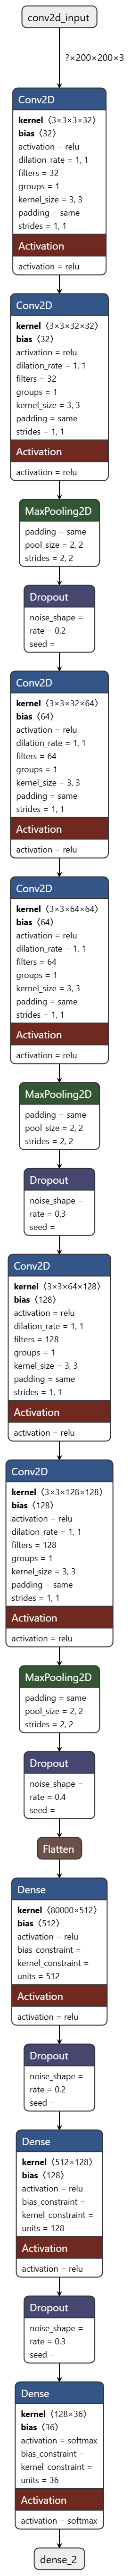 conv2d_input
?×200×200×3
Conv2D
kernel 〈3×3×3×32〉
bias 〈32〉
activation = relu
dilation_rate = 1, 1
filters = 32
groups = 1
kernel_size = 3, 3
padding = same
strides = 1, 1
Activation
activation = relu
Conv2D
kernel 〈3×3×32×32〉
bias 〈32〉
activation = relu
dilation_rate = 1, 1
filters = 32
groups = 1
kernel_size = 3, 3
padding = same
strides = 1, 1
Activation
activation = relu
MaxPooling2D
padding = same
pool_size = 2, 2
strides = 2, 2
Dropout
noise_shape =
rate = 0.2
seed =
Conv2D
kernel 〈3×3×32×64〉
bias 〈64〉
activation = relu
dilation_rate = 1, 1
filters = 64
groups = 1
kernel_size = 3, 3
padding = same
strides = 1, 1
Activation
activation = relu
Conv2D
kernel 〈3×3×64×64〉
bias 〈64〉
activation = relu
dilation_rate = 1, 1
filters = 64
groups = 1
kernel_size = 3, 3
padding = same
strides = 1, 1
Activation
activation = relu
MaxPooling2D
padding = same
pool_size = 2, 2
strides = 2, 2
Dropout
noise_shape =
rate = 0.3
seed =
Conv2D
kernel 〈3×3×64×128〉
bias 〈128〉
activation = relu
dilation_rate = 1, 1
filters = 128
groups = 1
kernel_size = 3, 3
padding = same
strides = 1, 1
Activation
activation = relu
Conv2D
kernel 〈3×3×128×128〉
bias 〈128〉
activation = relu
dilation_rate = 1, 1
filters = 128
groups = 1
kernel_size = 3, 3
padding = same
strides = 1, 1
Activation
activation = relu
MaxPooling2D
padding = same
pool_size = 2, 2
strides = 2, 2
Dropout
noise_shape =
rate = 0.4
seed =
Flatten
Dense
kernel 〈80000×512〉
bias 〈512〉
activation = relu
bias_constraint =
kernel_constraint =
units = 512
Activation
activation = relu
Dropout
noise_shape =
rate = 0.2
seed =
Dense
kernel 〈512×128〉
bias 〈128〉
activation = relu
bias_constraint =
kernel_constraint =
units = 128
Activation
activation = relu
Dropout
noise_shape =
rate = 0.3
seed =
Dense
kernel 〈128×36〉
bias 〈36〉
activation = softmax
bias_constraint =
kernel_constraint =
units = 36
Activation
activation = softmax
dense_2